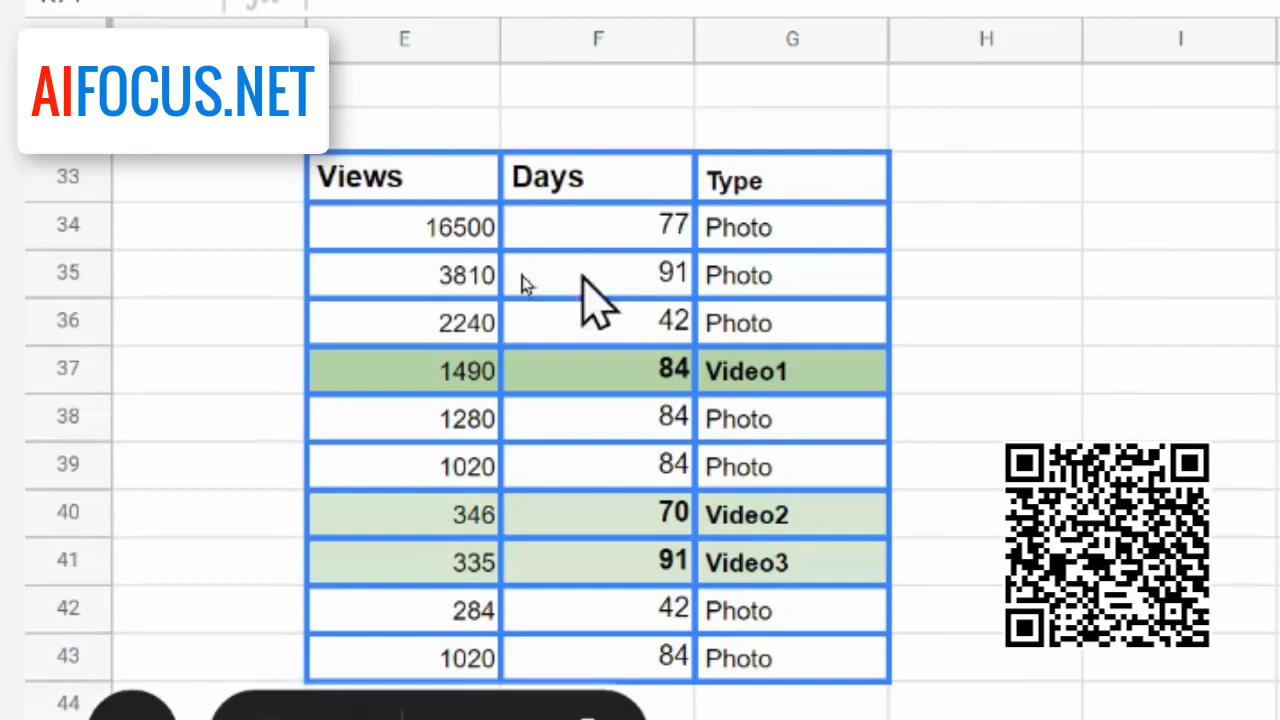 AIFOCUS.NET
E F G H I
33 Views Days Type
34 16500 77 Photo
35 3810 91 Photo
36 2240 42 Photo
37 1490 84 Video1
38 1280 84 Photo
39 1020 84 Photo
40 346 70 Video2
41 335 91 Video3
42 284 42 Photo
43 1020 84 Photo
44